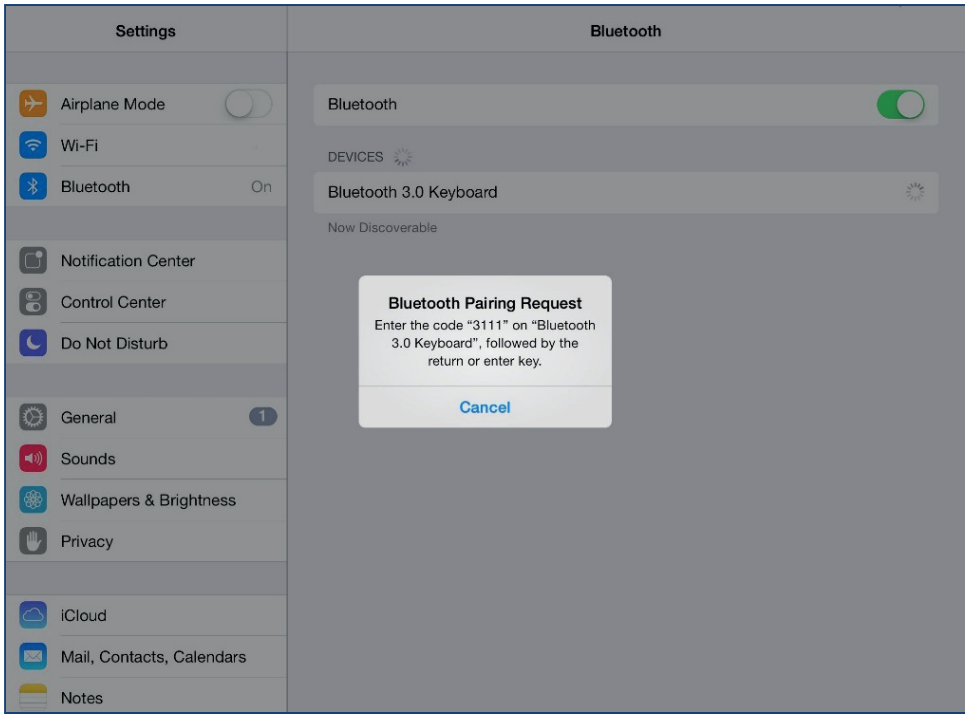 Settings
Bluetooth
Airplane Mode
Wi-Fi
Bluetooth On
Notification Center
Control Center
Do Not Disturb
General 1
Sounds
Wallpapers & Brightness
Privacy
iCloud
Mail, Contacts, Calendars
Notes
Bluetooth
DEVICES
Bluetooth 3.0 Keyboard
Now Discoverable
Bluetooth Pairing Request
Enter the code “3111” on “Bluetooth
3.0 Keyboard”, followed by the
return or enter key.
Cancel